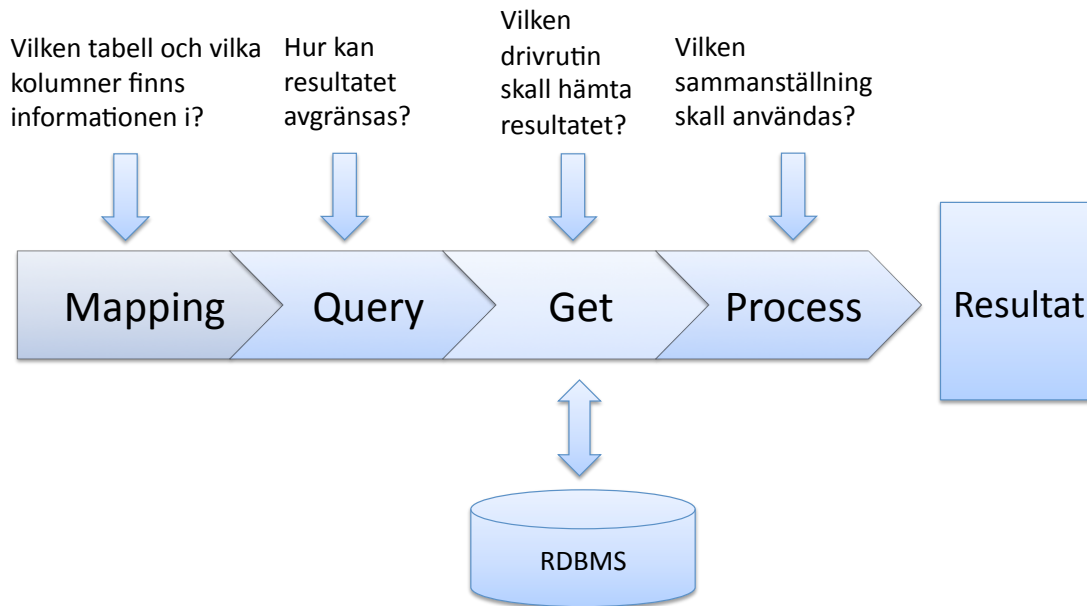 Vilken tabell och vilka
kolumner finns
informationen i?
Hur kan
resultatet
avgränsas?
Vilken
drivrutin
skall hämta
resultatet?
Vilken
sammanställning
skall användas?
Mapping
Query
Get
Process
Resultat
RDBMS